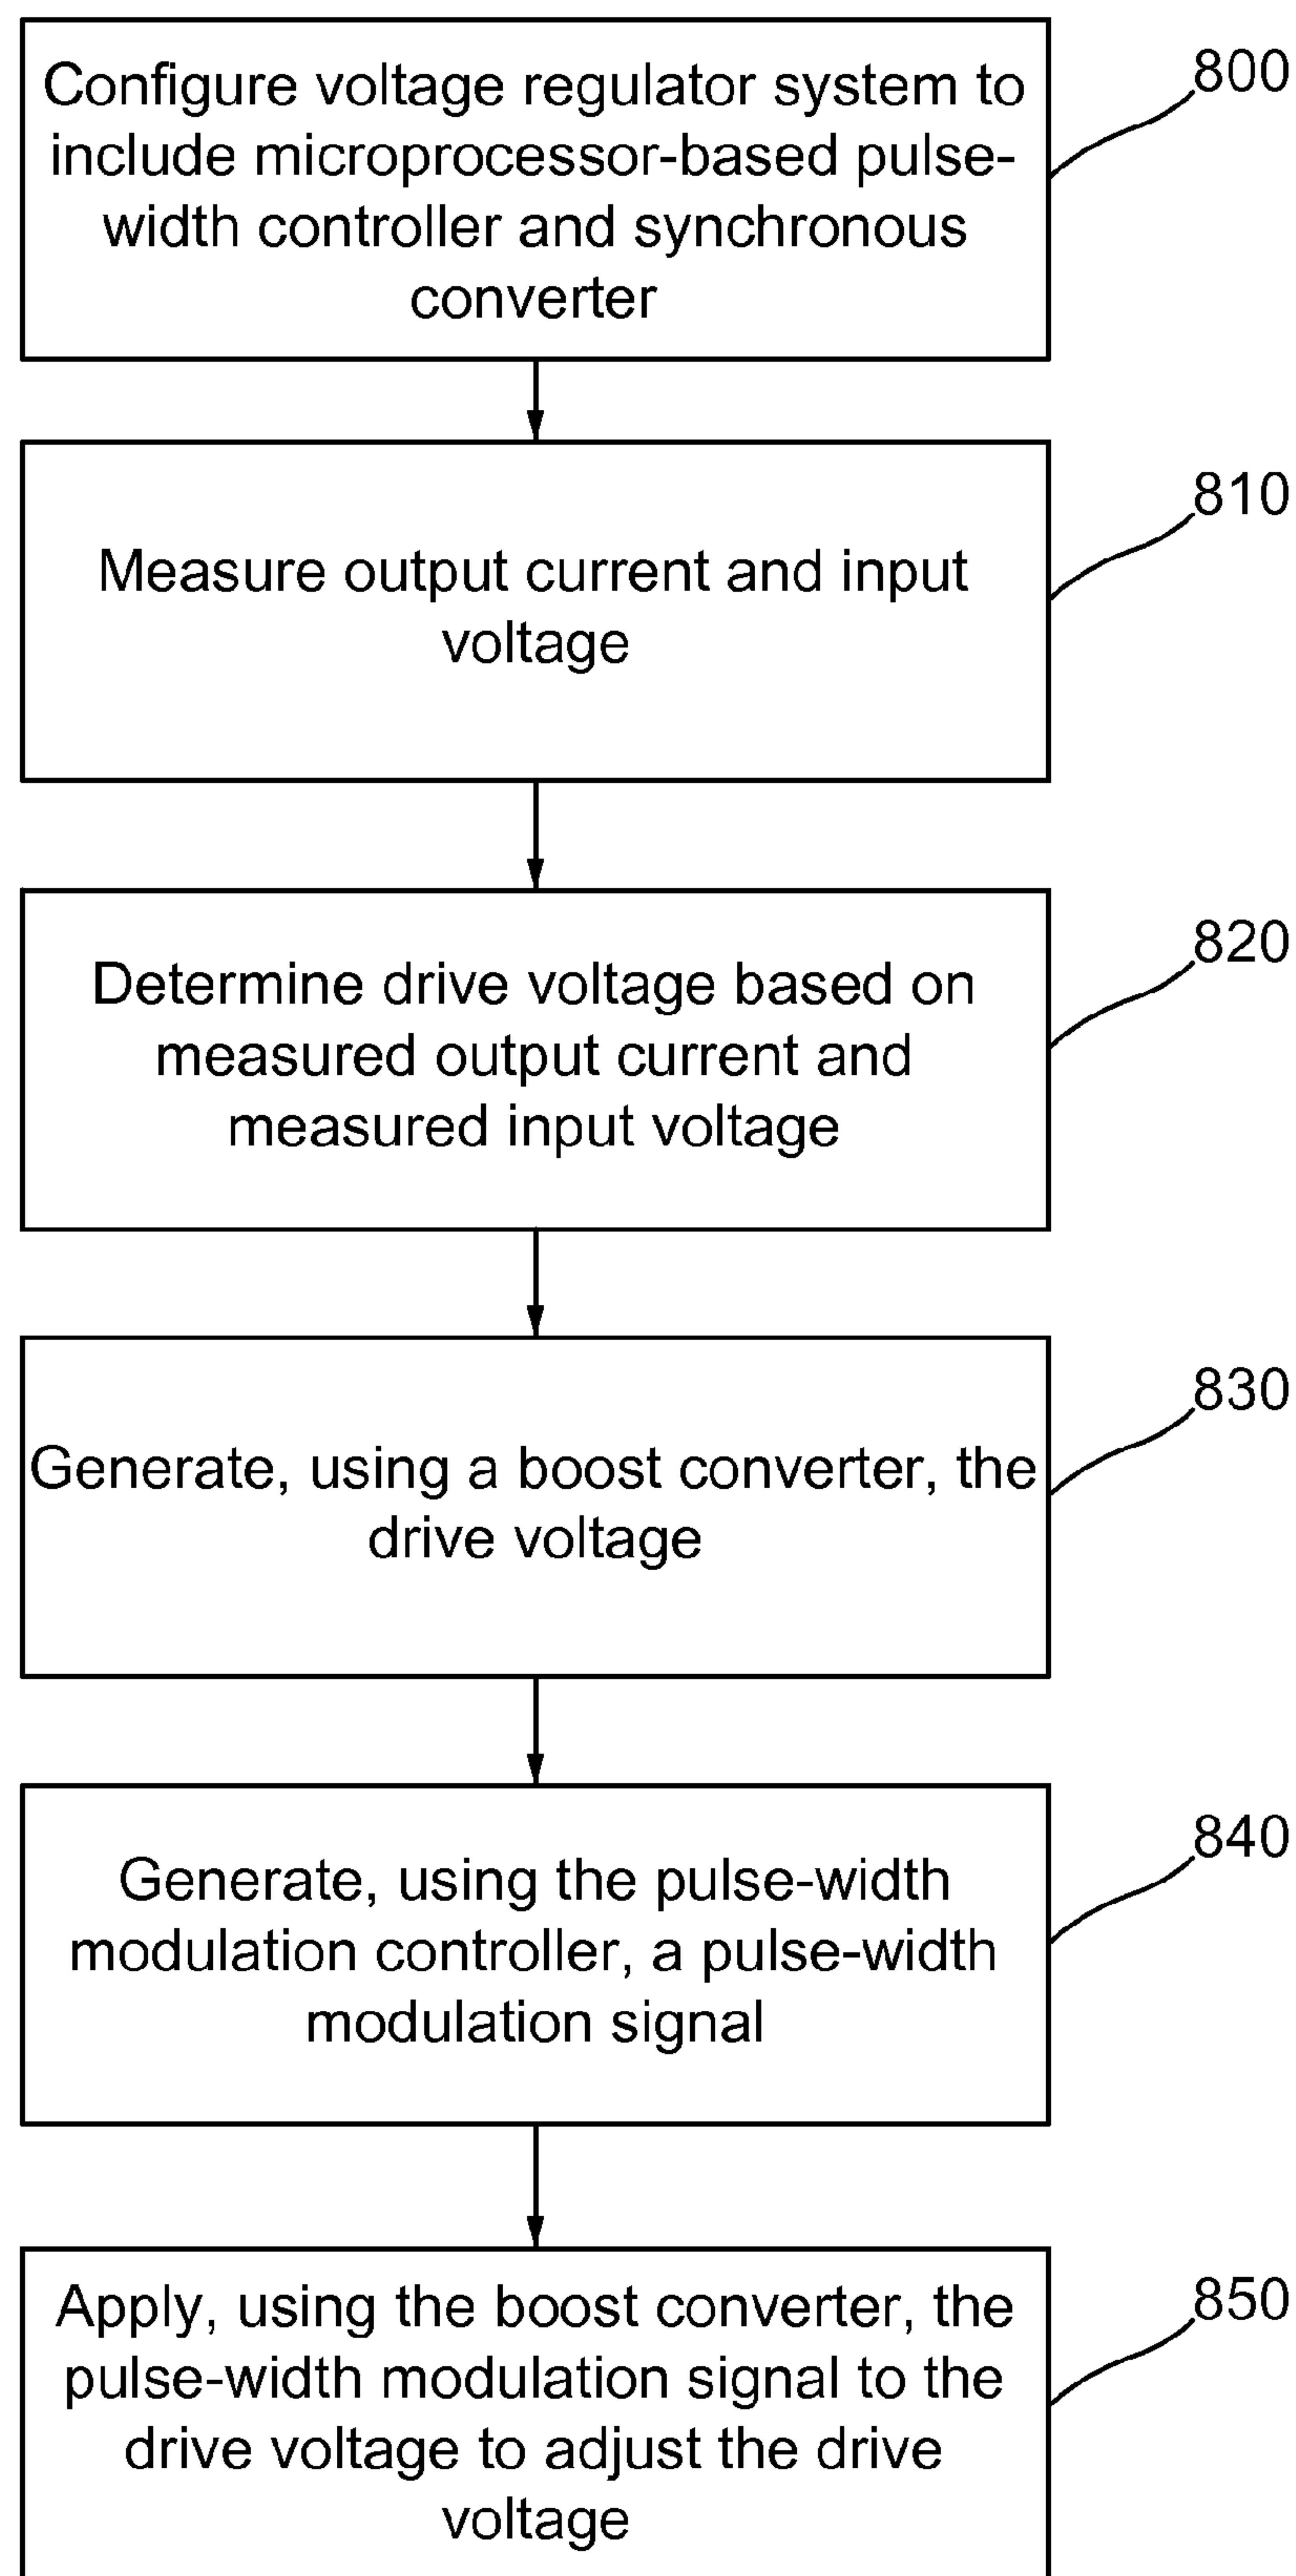 Configure voltage regulator system to
include microprocessor-based pulse-
width controller and synchronous
converter
800
Measure output current and input
voltage
810
Determine drive voltage based on
measured output current and
measured input voltage
820
Generate, using a boost converter, the
drive voltage
830
Generate, using the pulse-width
modulation controller, a pulse-width
modulation signal
840
Apply, using the boost converter, the
pulse-width modulation signal to the
drive voltage to adjust the drive
voltage
850